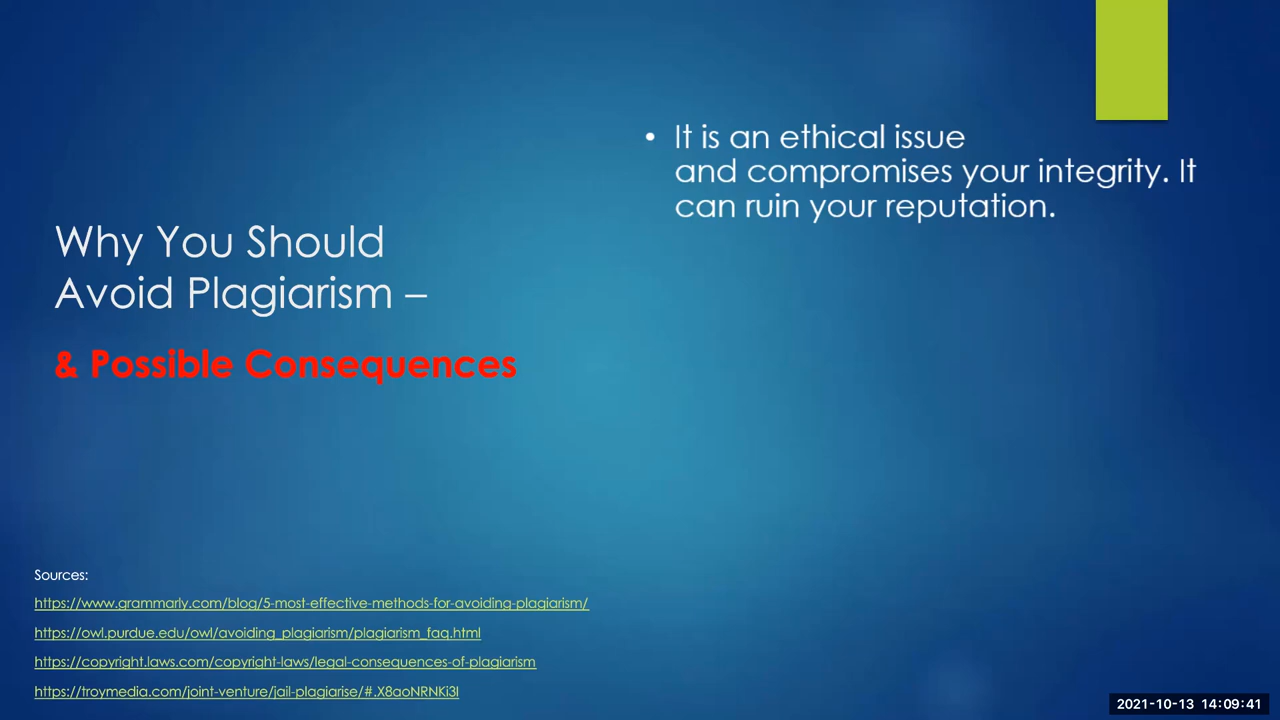 Why You Should
Avoid Plagiarism –
& Possible Consequences
• It is an ethical issue
and compromises your integrity. It
can ruin your reputation.
Sources:
https://www.grammarly.com/blog/5-most-effective-methods-for-avoiding-plagiarism/
https://owl.purdue.edu/owl/avoiding_plagiarism/plagiarism_faq.html
https://copyright.laws.com/copyright-laws/legal-consequences-of-plagiarism
https://troymedia.com/joint-venture/jail-plagiarise/#.X8aoNRNKi3I
2021-10-13 14:09:41